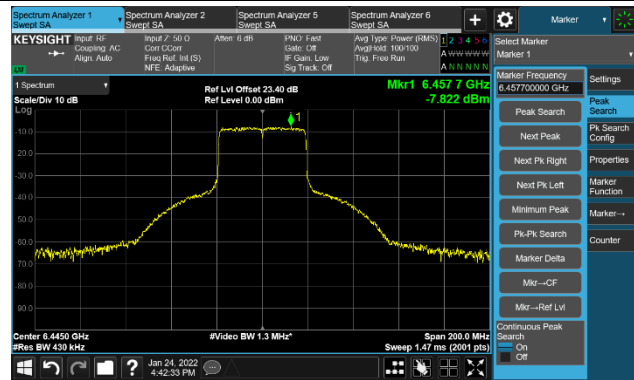 Spectrum Analyzer 1
Swept SA
Spectrum Analyzer 2
Swept SA
Spectrum Analyzer 5
Swept SA
Spectrum Analyzer 6
Swept SA
+
Marker
KEYSIGHT
Input: RF
Coupling: AC
Align: Auto
Input Z: 50 Ω
Corr CCorr
Freq Ref: Int (S)
NFE: Adaptive
Atten: 6 dB
PNO: Fast
Gate: Off
IF Gain: Low
Sig Track: Off
Avg Type: Power (RMS)
Avg|Hold: 100/100
Trig: Free Run
1 2 3 4 5 6
A W W W W W
A N N N N N
Select Marker
Marker 1
1 Spectrum
Scale/Div 10 dB
Ref Lvl Offset 23.40 dB
Ref Level 0.00 dBm
Mkr1 6.457 7 GHz
-7.822 dBm
Log
1
-10.0
-20.0
-30.0
-40.0
-50.0
-60.0
-70.0
-80.0
-90.0
Center 6.4450 GHz
#Res BW 430 kHz
#Video BW 1.3 MHz*
Span 200.0 MHz
Sweep 1.47 ms (2001 pts)
Marker Frequency
6.457700000 GHz
Peak Search
Next Peak
Next Pk Right
Next Pk Left
Minimum Peak
Pk-Pk Search
Marker Delta
Mkr→CF
Mkr→Ref Lvl
Continuous Peak
Search
On
Off
Settings
Peak
Search
Pk Search
Config
Properties
Marker
Function
Marker→
Counter
?
Jan 24, 2022
4:42:33 PM